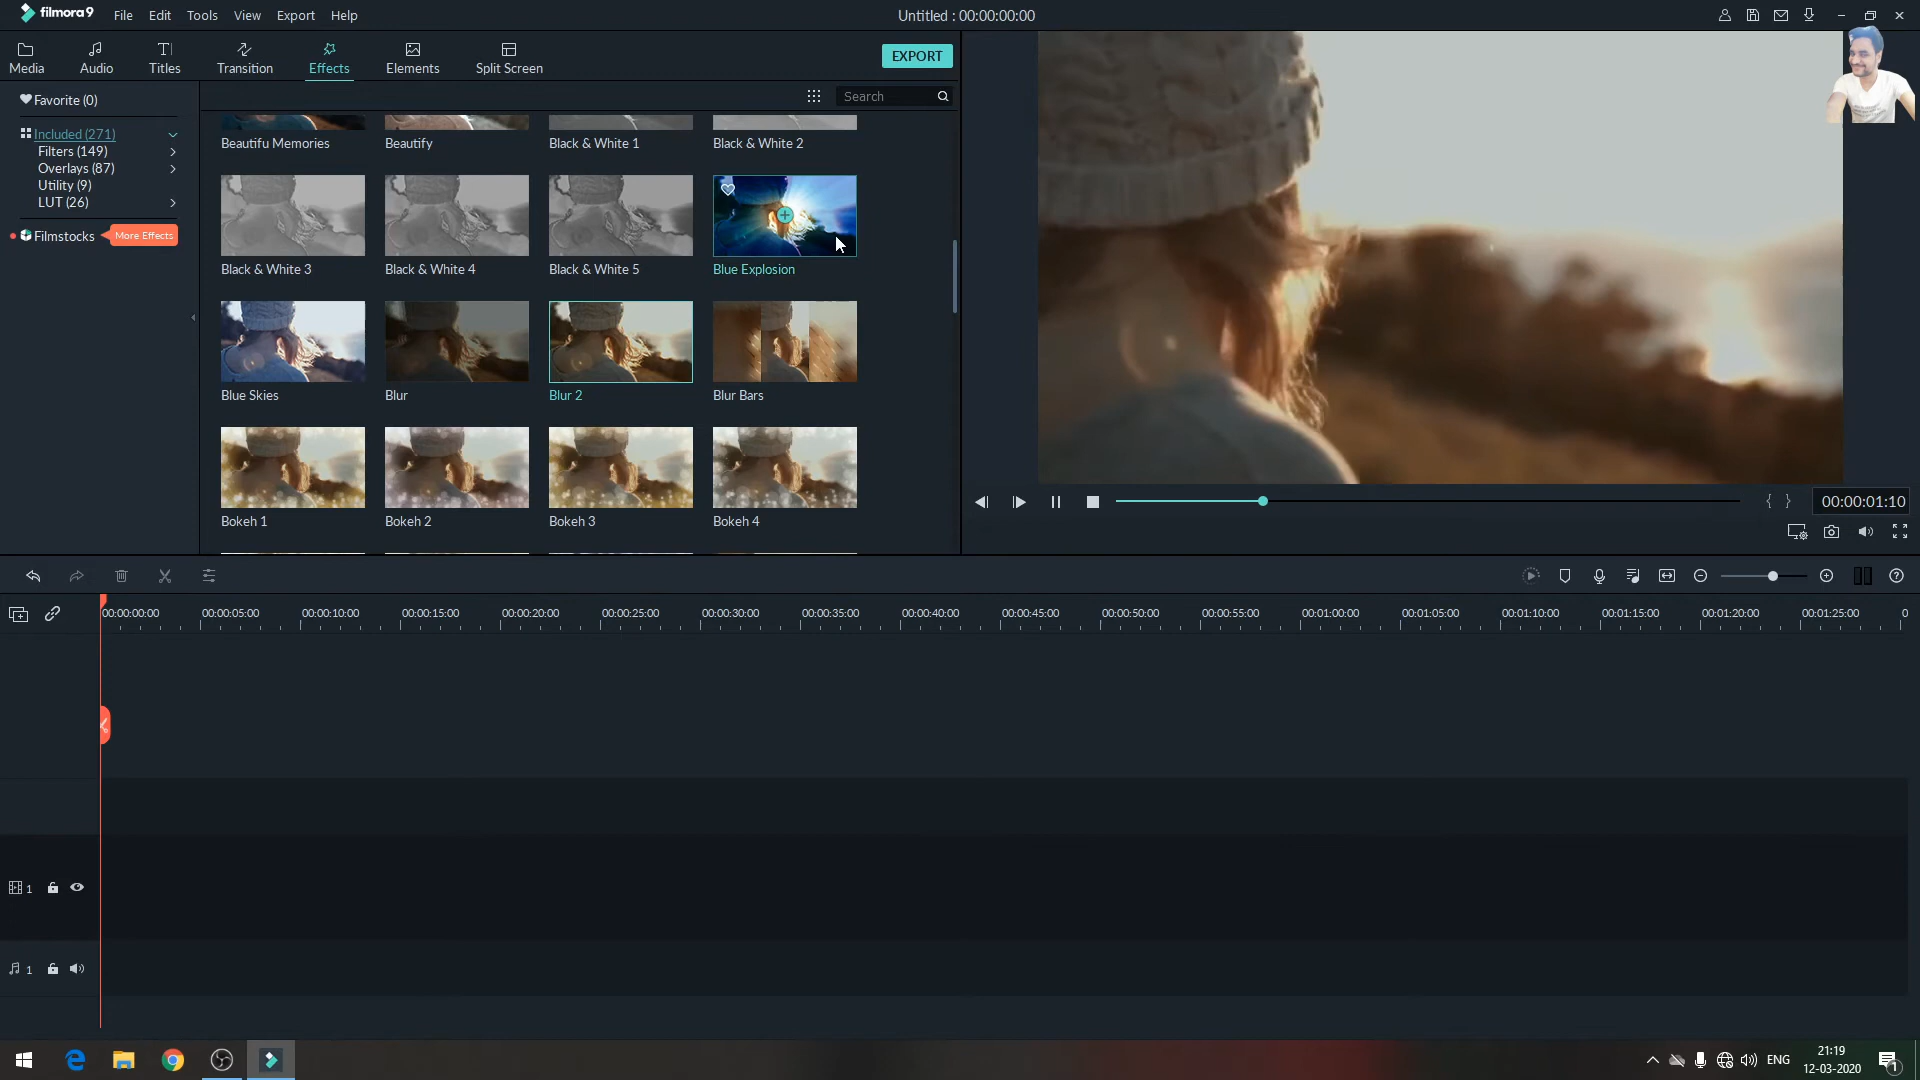 filmora9 File Edit Tools View Export Help Untitled : 00:00:00:00
Media Audio Titles Transition Effects Elements Split Screen EXPORT
Favorite (0)
Search
Included (271)
Filters (149)
Overlays (87)
Utility (9)
LUT (26)
Filmstocks More Effects
Beautifu Memories Beautify Black & White 1 Black & White 2
Black & White 3 Black & White 4 Black & White 5 Blue Explosion
Blue Skies Blur Blur 2 Blur Bars
Bokeh 1 Bokeh 2 Bokeh 3 Bokeh 4
{ } 00:00:01:10
00:00:00:00 00:00:05:00 00:00:10:00 00:00:15:00 00:00:20:00 00:00:25:00 00:00:30:00 00:00:35:00 00:00:40:00 00:00:45:00 00:00:50:00 00:00:55:00 00:01:00:00 00:01:05:00 00:01:10:00 00:01:15:00 00:01:20:00 00:01:25:00 0
1
1
ENG 21:19
12-03-2020
1